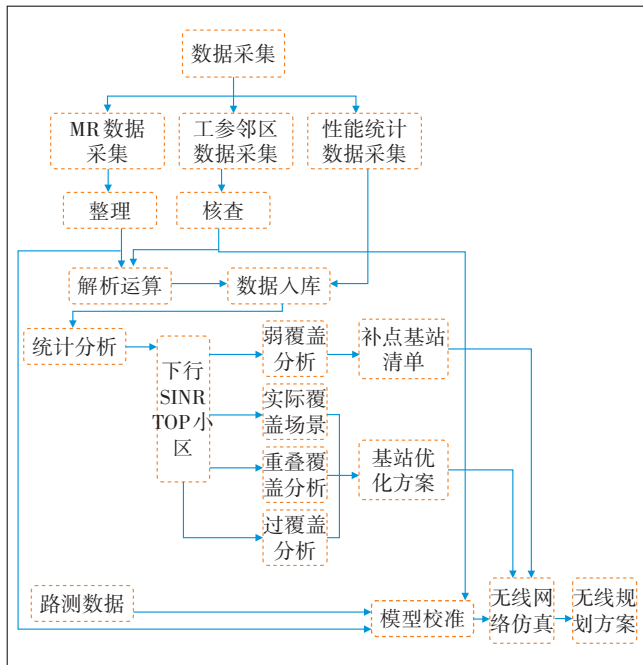 数据采集
MR数据
采集
工参邻区
数据采集
性能统计
数据采集
整理
核查
解析运算
数据入库
统计分析
下行
SINR
TOP小
区
弱覆盖
分析
补点基站
清单
实际覆
盖场景
重叠覆
盖分析
基站优
化方案
过覆盖
分析
路测数据
模型校准
无线网
络仿真
无线规
划方案